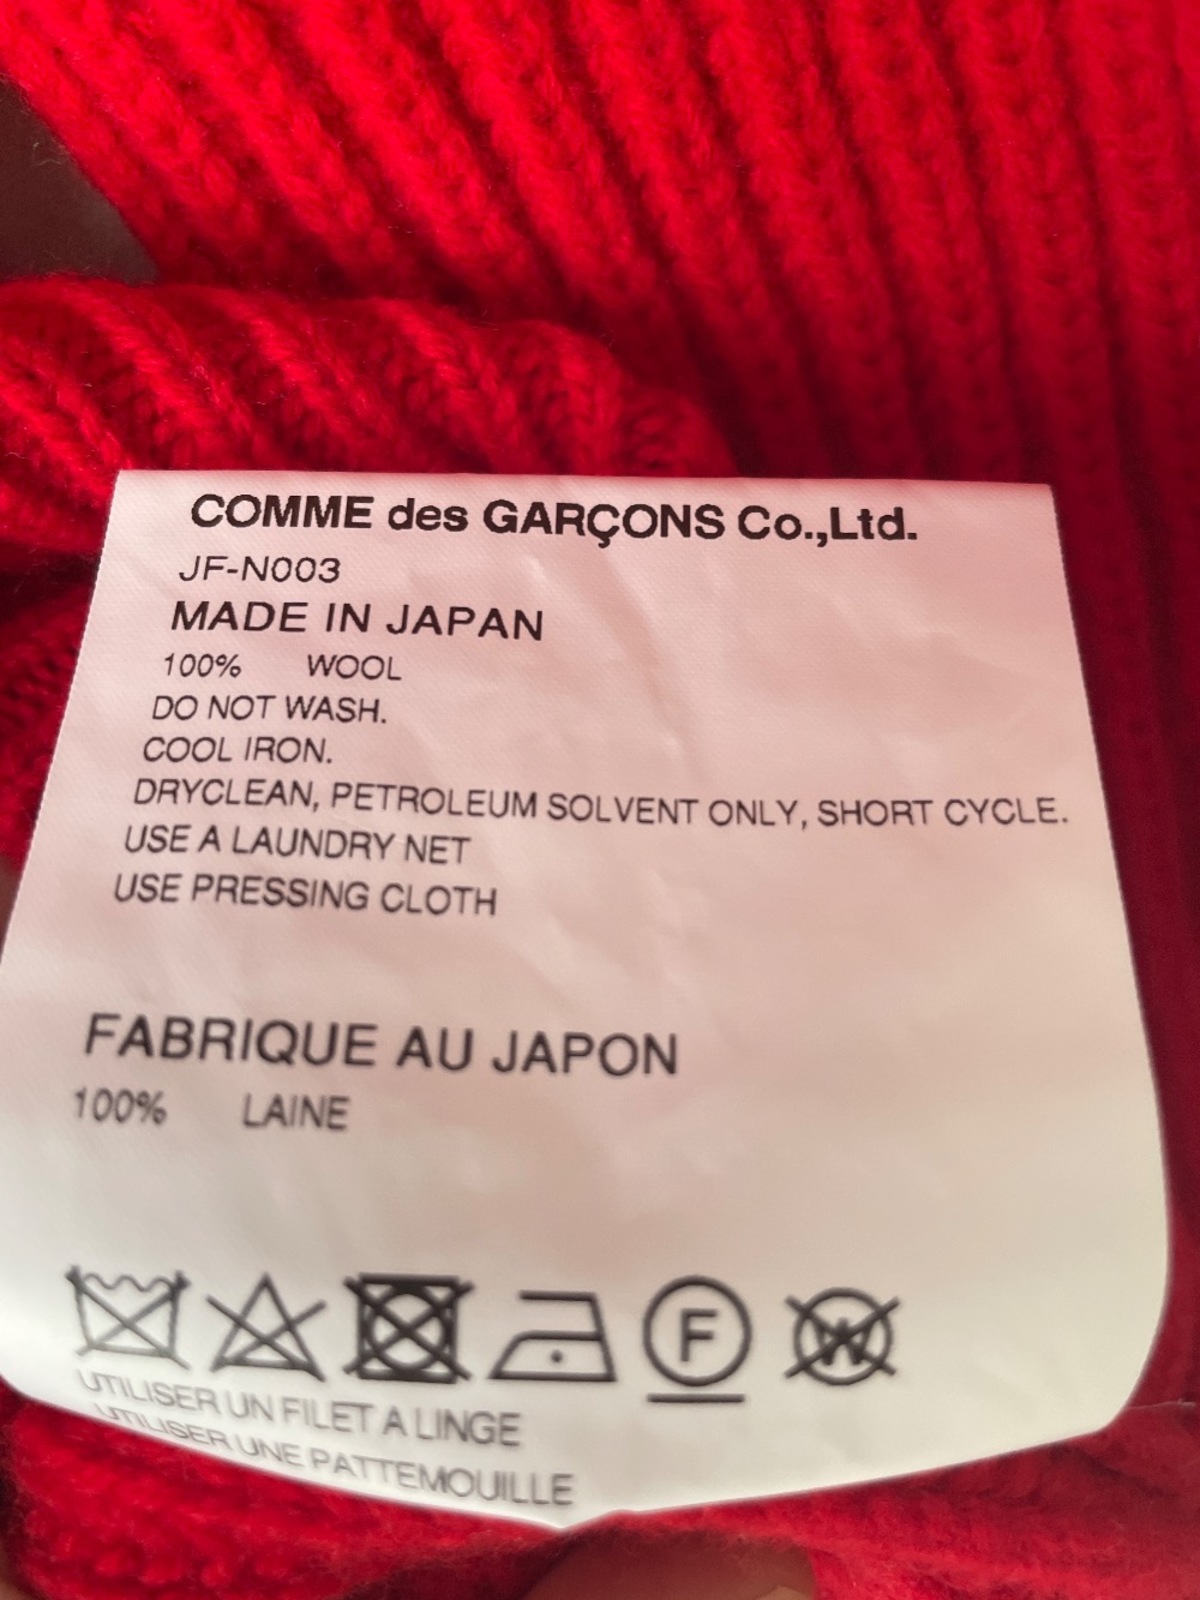 COMME des GARÇONS Co.,Ltd.
JF-N003
MADE IN JAPAN
100% WOOL
DO NOT WASH.
COOL IRON.
DRYCLEAN, PETROLEUM SOLVENT ONLY, SHORT CYCLE.
USE A LAUNDRY NET
USE PRESSING CLOTH
FABRIQUE AU JAPON
100% LAINE
F W
UTILISER UN FILET A LINGE
UTILISER UNE PATTEMOUILLE